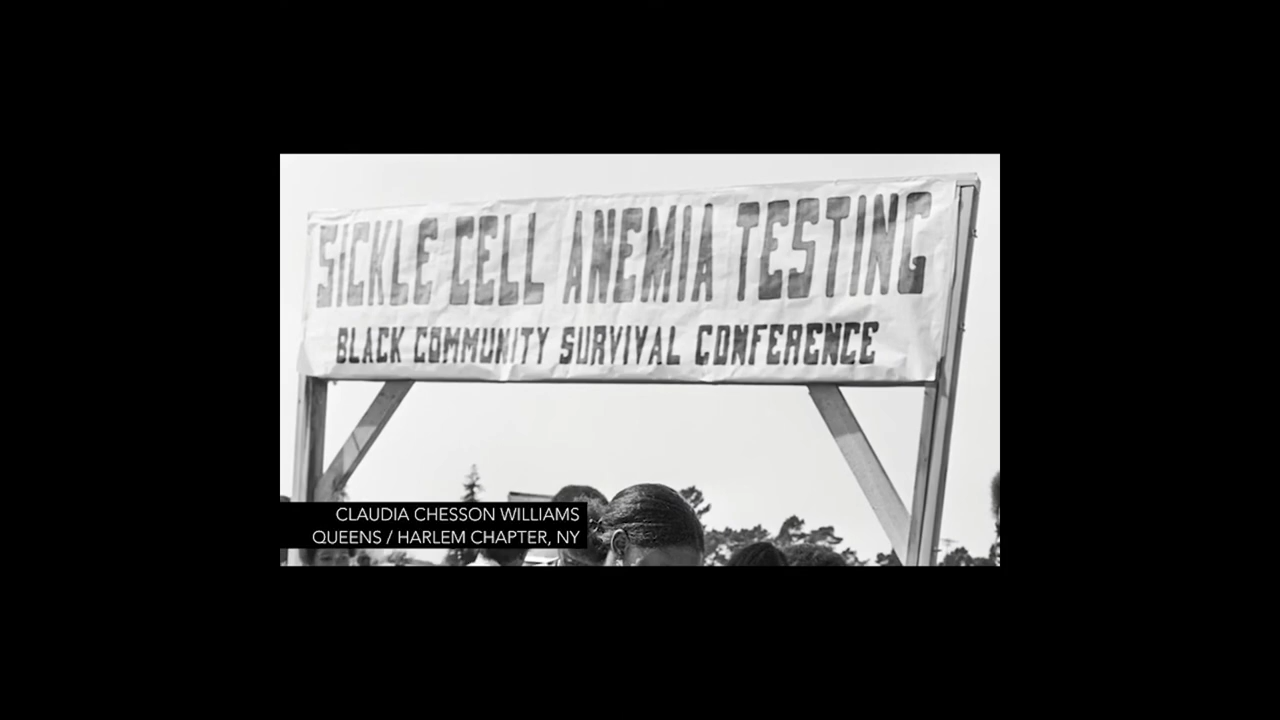 SICKLE CELL ANEMIA TESTING
BLACK COMMUNITY SURVIVAL CONFERENCE
CLAUDIA CHESSON WILLIAMS
QUEENS / HARLEM CHAPTER, NY